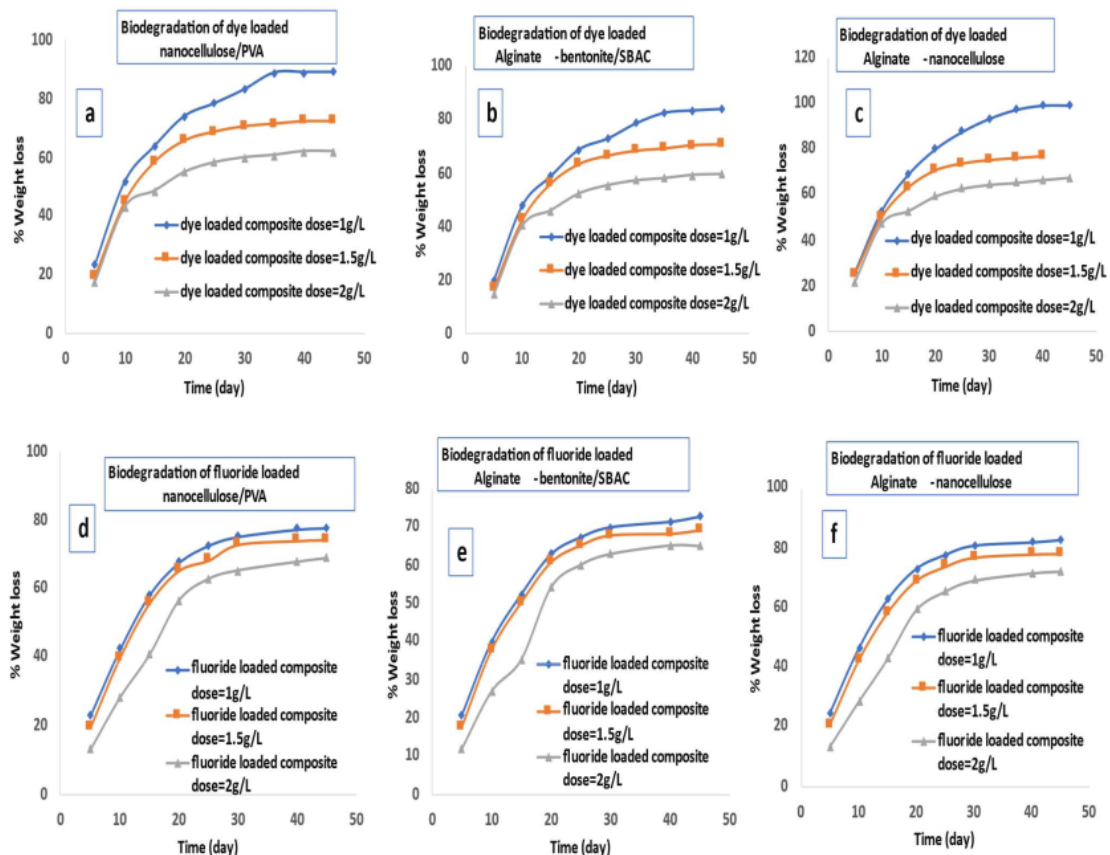 Biodegradation of dye loaded
nanocellulose/PVA
a
% Weight loss
100
80
60
40
20
0
dye loaded composite dose=1g/L
dye loaded composite dose=1.5g/L
dye loaded composite dose=2g/L
0 10 20 30 40 50
Time (day)
Biodegradation of dye loaded
Alginate -bentonite/SBAC
b
% Weight loss
100
80
60
40
20
0
dye loaded composite dose=1g/L
dye loaded composite dose=1.5g/L
dye loaded composite dose=2g/L
0 10 20 30 40 50
Time (day)
Biodegradation of dye loaded
Alginate -nanocellulose
c
% Weight loss
120
100
80
60
40
20
0
dye loaded composite dose=1g/L
dye loaded composite dose=1.5g/L
dye loaded composite dose=2g/L
0 10 20 30 40 50
Time (day)
Biodegradation of fluoride loaded
nanocellulose/PVA
d
% Weight loss
100
80
60
40
20
0
fluoride loaded composite
dose=1g/L
fluoride loaded composite
dose=1.5g/L
fluoride loaded composite
dose=2g/L
0 10 20 30 40 50
Time (day)
Biodegradation of fluoride loaded
Alginate -bentonite/SBAC
e
% Weight loss
80
70
60
50
40
30
20
10
0
fluoride loaded composite
dose=1g/L
fluoride loaded composite
dose=1.5g/L
fluoride loaded composite
dose=2g/L
0 10 20 30 40 50
Time (day)
Biodegradation of fluoride loaded
Alginate -nanocellulose
f
% Weight loss
100
80
60
40
20
0
fluoride loaded composite
dose=1g/L
fluoride loaded composite
dose=1.5g/L
fluoride loaded composite
dose=2g/L
0 10 20 30 40 50
Time (day)